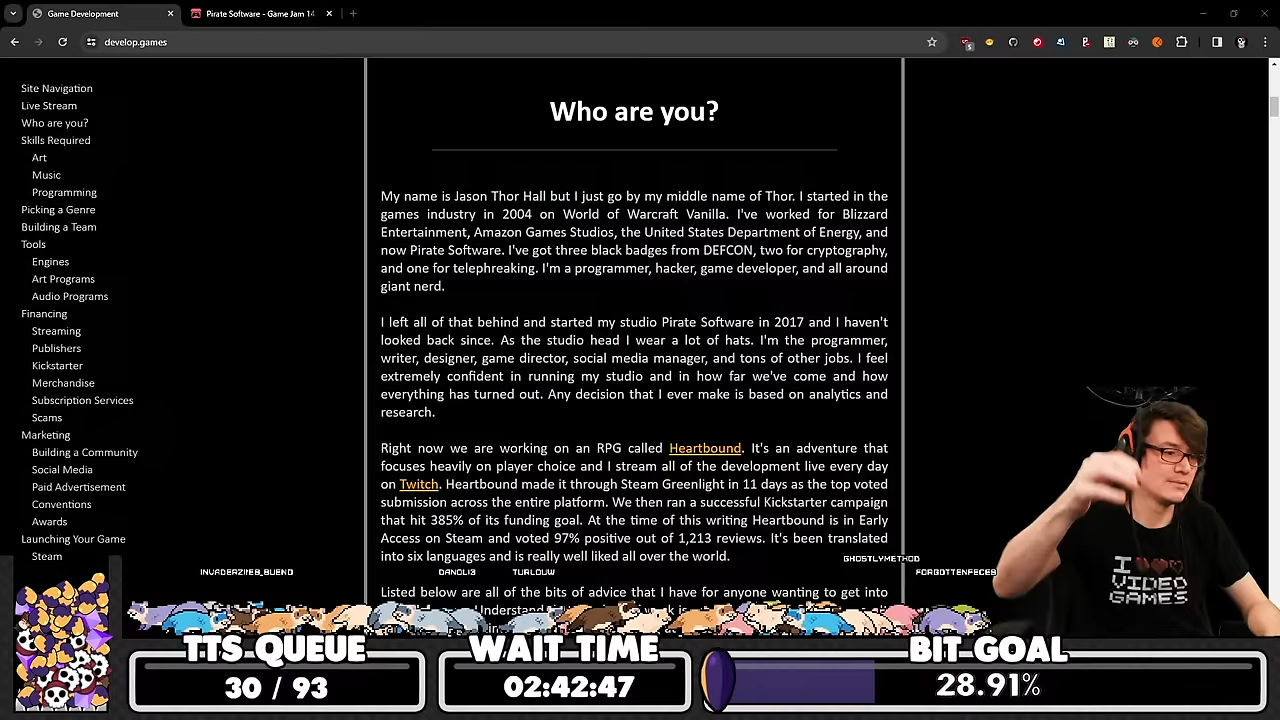 Game Development
Pirate Software - Game Jam 14
develop.games
Site Navigation
Live Stream
Who are you?
Skills Required
Art
Music
Programming
Picking a Genre
Building a Team
Tools
Engines
Art Programs
Audio Programs
Financing
Streaming
Publishers
Kickstarter
Merchandise
Subscription Services
Scams
Marketing
Building a Community
Social Media
Paid Advertisement
Conventions
Awards
Launching Your Game
Steam
Who are you?
My name is Jason Thor Hall but I just go by my middle name of Thor. I started in the
games industry in 2004 on World of Warcraft Vanilla. I've worked for Blizzard
Entertainment, Amazon Games Studios, the United States Department of Energy, and
now Pirate Software. I've got three black badges from DEFCON, two for cryptography,
and one for telephreaking. I'm a programmer, hacker, game developer, and all around
giant nerd.
I left all of that behind and started my studio Pirate Software in 2017 and I haven't
looked back since. As the studio head I wear a lot of hats. I'm the programmer,
writer, designer, game director, social media manager, and tons of other jobs. I feel
extremely confident in running my studio and in how far we've come and how
everything has turned out. Any decision that I ever make is based on analytics and
research.
Right now we are working on an RPG called Heartbound. It's an adventure that
focuses heavily on player choice and I stream all of the development live every day
on Twitch. Heartbound made it through Steam Greenlight in 11 days as the top voted
submission across the entire platform. We then ran a successful Kickstarter campaign
that hit 385% of its funding goal. At the time of this writing Heartbound is in Early
Access on Steam and voted 97% positive out of 1,213 reviews. It's been translated
into six languages and is really well liked all over the world.
Listed below are all of the bits of advice that I have for anyone wanting to get into
Understand
INVADERZIREB_BUENO
DANOLI3
TURLOUW
GHOSTLYMETHOD
FORGOTTENFECES
I
VIDEO
GAMES
TTS QUEUE
30 / 93
WAIT TIME
02:42:47
BIT GOAL
28.91%